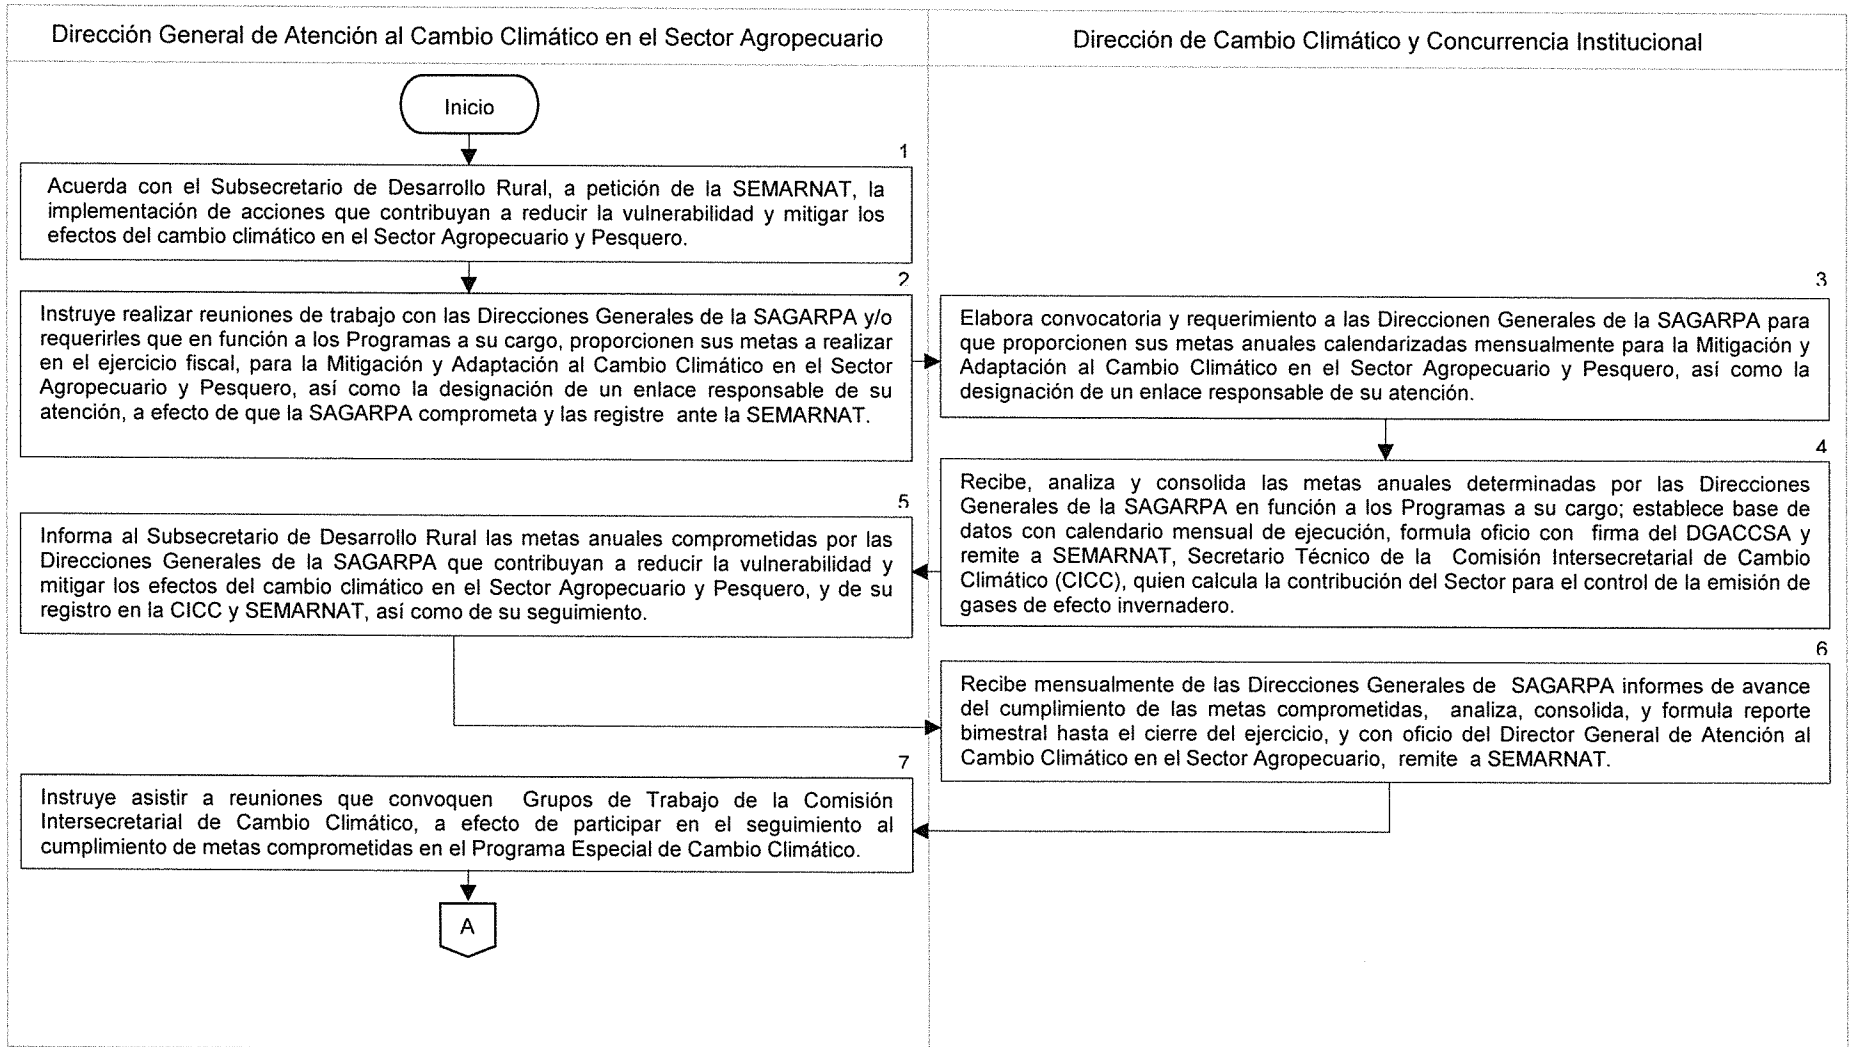 Dirección General de Atención al Cambio Climático en el Sector Agropecuario
Dirección de Cambio Climático y Concurrencia Institucional
Inicio
1
Acuerda con el Subsecretario de Desarrollo Rural, a petición de la SEMARNAT, la
implementación de acciones que contribuyan a reducir la vulnerabilidad y mitigar los
efectos del cambio climático en el Sector Agropecuario y Pesquero.
2
Instruye realizar reuniones de trabajo con las Direcciones Generales de la SAGARPA y/o
requerirles que en función a los Programas a su cargo, proporcionen sus metas a realizar
en el ejercicio fiscal, para la Mitigación y Adaptación al Cambio Climático en el Sector
Agropecuario y Pesquero, así como la designación de un enlace responsable de su
atención, a efecto de que la SAGARPA comprometa y las registre ante la SEMARNAT.
3
Elabora convocatoria y requerimiento a las Direccionen Generales de la SAGARPA para
que proporcionen sus metas anuales calendarizadas mensualmente para la Mitigación y
Adaptación al Cambio Climático en el Sector Agropecuario y Pesquero, así como la
designación de un enlace responsable de su atención.
4
Recibe, analiza y consolida las metas anuales determinadas por las Direcciones
Generales de la SAGARPA en función a los Programas a su cargo; establece base de
datos con calendario mensual de ejecución, formula oficio con firma del DGACCSA y
remite a SEMARNAT, Secretario Técnico de la Comisión Intersecretarial de Cambio
Climático (CICC), quien calcula la contribución del Sector para el control de la emisión de
gases de efecto invernadero.
5
Informa al Subsecretario de Desarrollo Rural las metas anuales comprometidas por las
Direcciones Generales de la SAGARPA que contribuyan a reducir la vulnerabilidad y
mitigar los efectos del cambio climático en el Sector Agropecuario y Pesquero, y de su
registro en la CICC y SEMARNAT, así como de su seguimiento.
6
Recibe mensualmente de las Direcciones Generales de SAGARPA informes de avance
del cumplimiento de las metas comprometidas, analiza, consolida, y formula reporte
bimestral hasta el cierre del ejercicio, y con oficio del Director General de Atención al
Cambio Climático en el Sector Agropecuario, remite a SEMARNAT.
7
Instruye asistir a reuniones que convoquen Grupos de Trabajo de la Comisión
Intersecretarial de Cambio Climático, a efecto de participar en el seguimiento al
cumplimiento de metas comprometidas en el Programa Especial de Cambio Climático.
A